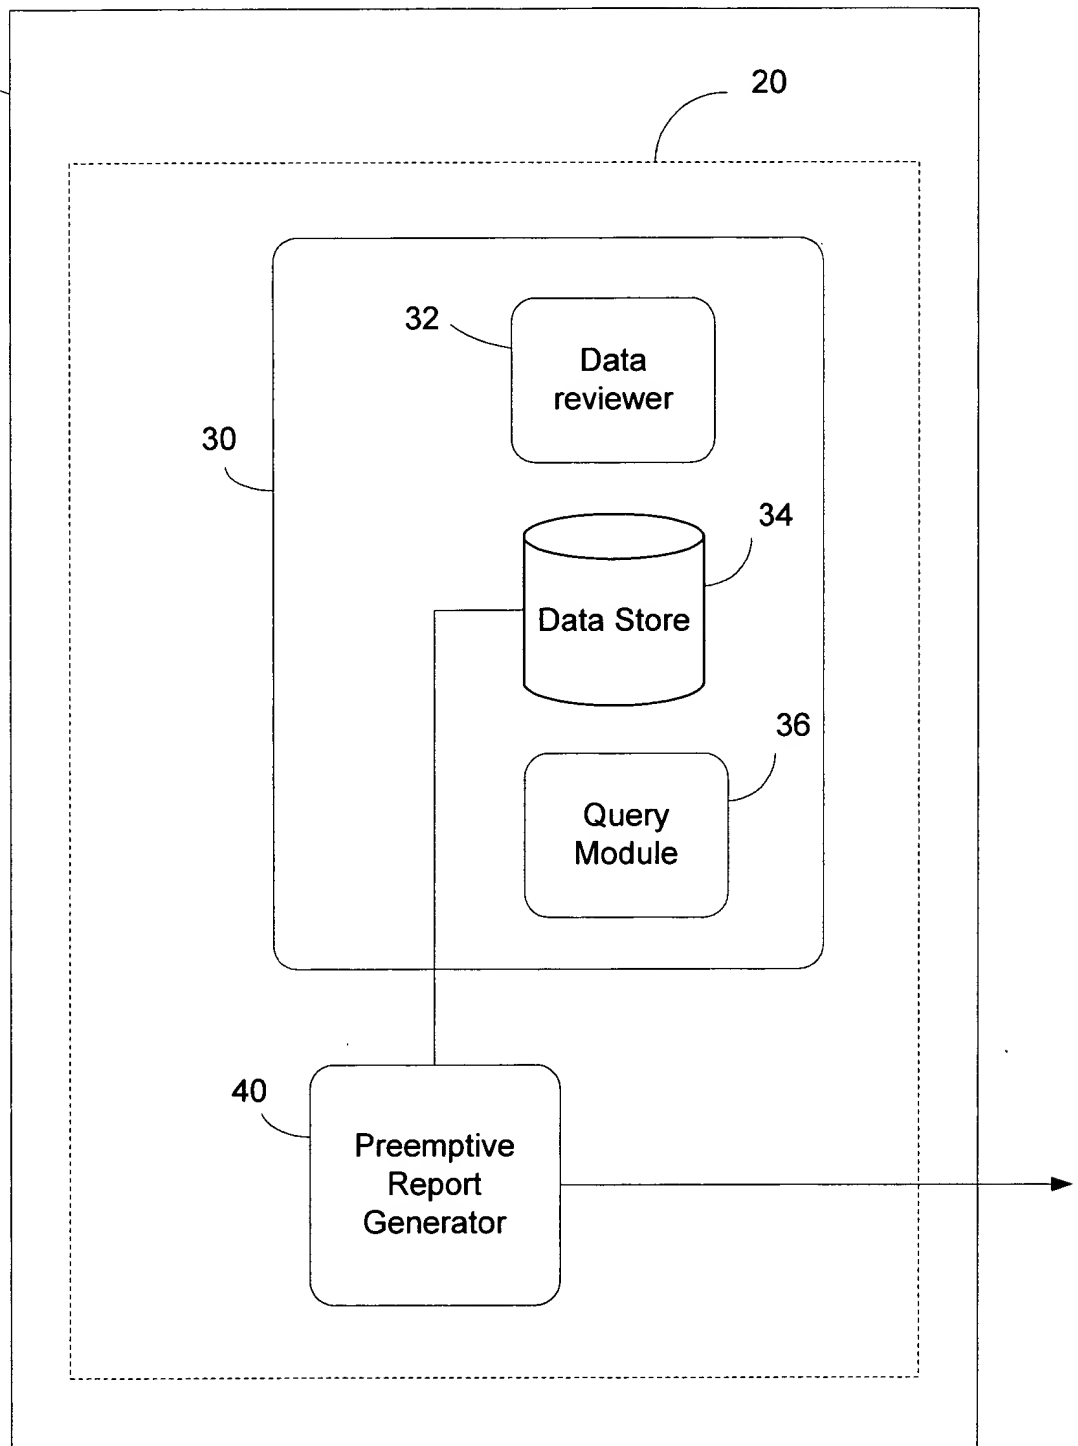 20
32
Data
reviewer
30
34
Data Store
36
Query
Module
40
Preemptive
Report
Generator